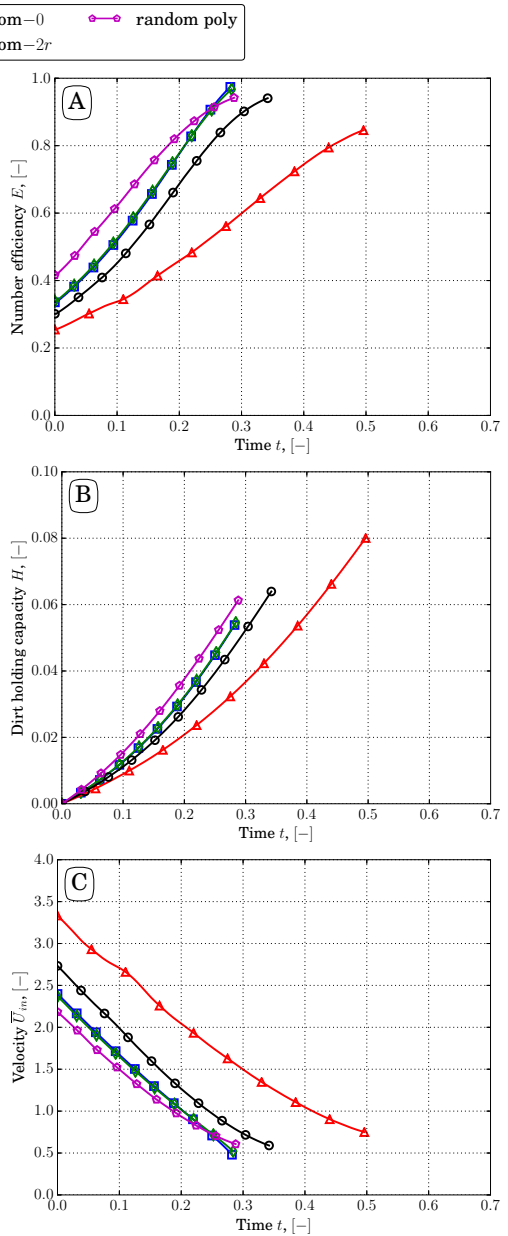 om−0 random poly
om−2r
A
Number efficiency E, [−]
1.0
0.8
0.6
0.4
0.2
0.0
0.0 0.1 0.2 0.3 0.4 0.5 0.6 0.7
Time t, [−]
B
Dirt holding capacity H, [−]
0.10
0.08
0.06
0.04
0.02
0.00
0.0 0.1 0.2 0.3 0.4 0.5 0.6 0.7
Time t, [−]
C
Velocity U̅in, [−]
4.0
3.5
3.0
2.5
2.0
1.5
1.0
0.5
0.0
0.0 0.1 0.2 0.3 0.4 0.5 0.6 0.7
Time t, [−]